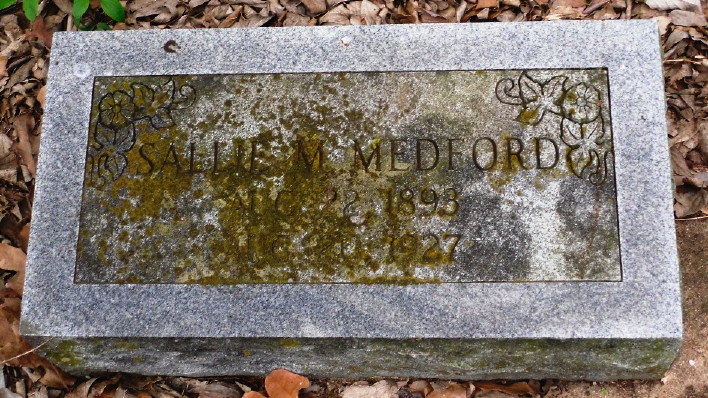 SALLIE M. MEDFORD
AUG. 22, 1893
1927